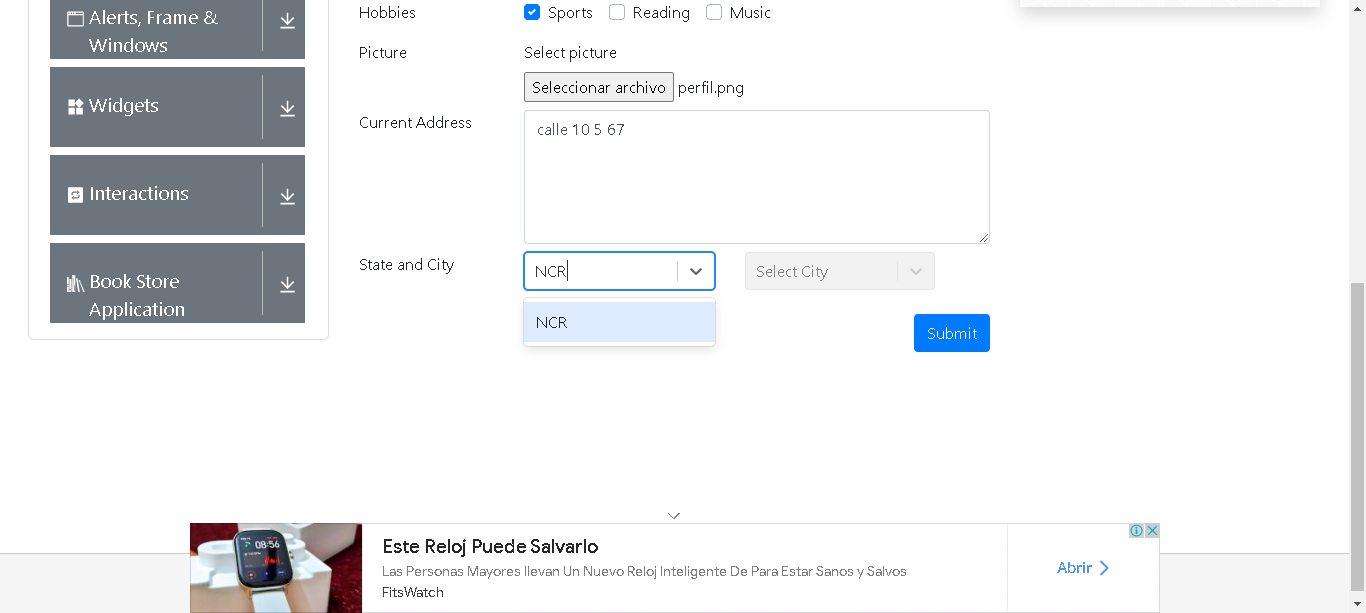 Alerts, Frame &
Windows
Widgets
Interactions
Book Store
Application
Hobbies
Sports Reading Music
Picture
Select picture
Seleccionar archivo perfil.png
Current Address
calle 10 5 67
State and City
NCR
Select City
NCR
Submit
08:56
Este Reloj Puede Salvarlo
Las Personas Mayores llevan Un Nuevo Reloj Inteligente De Para Estar Sanos y Salvos
FitsWatch
Abrir